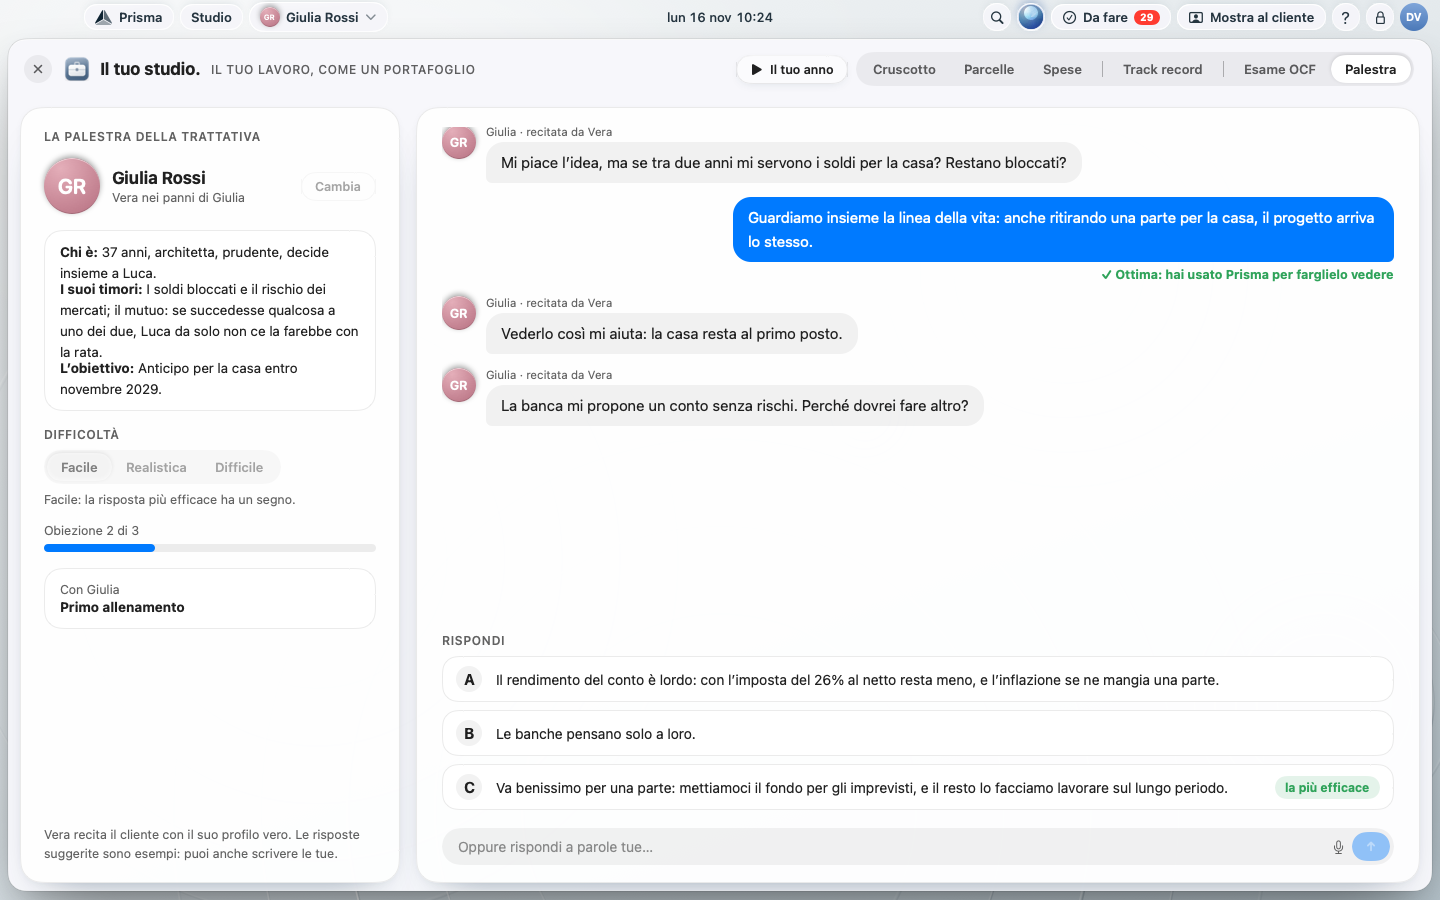 Prisma
Studio
GR Giulia Rossi
lun 16 nov 10:24
Da fare 29
Mostra al cliente
?
DV
Il tuo studio. IL TUO LAVORO, COME UN PORTAFOGLIO
Il tuo anno
Cruscotto
Parcelle
Spese
Track record
Esame OCF
Palestra
LA PALESTRA DELLA TRATTATIVA
GR
Giulia Rossi
Vera nei panni di Giulia
Cambia
Chi è: 37 anni, architetta, prudente, decide
insieme a Luca.
I suoi timori: I soldi bloccati e il rischio dei
mercati; il mutuo: se succedesse qualcosa a
uno dei due, Luca da solo non ce la farebbe con
la rata.
L’obiettivo: Anticipo per la casa entro
novembre 2029.
DIFFICOLTÀ
Facile
Realistica
Difficile
Facile: la risposta più efficace ha un segno.
Obiezione 2 di 3
Con Giulia
Primo allenamento
Vera recita il cliente con il suo profilo vero. Le risposte
suggerite sono esempi: puoi anche scrivere le tue.
GR
Giulia · recitata da Vera
Mi piace l’idea, ma se tra due anni mi servono i soldi per la casa? Restano bloccati?
Guardiamo insieme la linea della vita: anche ritirando una parte per la casa, il progetto arriva
lo stesso.
✓ Ottima: hai usato Prisma per farglielo vedere
GR
Giulia · recitata da Vera
Vederlo così mi aiuta: la casa resta al primo posto.
GR
Giulia · recitata da Vera
La banca mi propone un conto senza rischi. Perché dovrei fare altro?
RISPONDI
A Il rendimento del conto è lordo: con l’imposta del 26% al netto resta meno, e l’inflazione se ne mangia una parte.
B Le banche pensano solo a loro.
C Va benissimo per una parte: mettiamoci il fondo per gli imprevisti, e il resto lo facciamo lavorare sul lungo periodo. la più efficace
Oppure rispondi a parole tue…